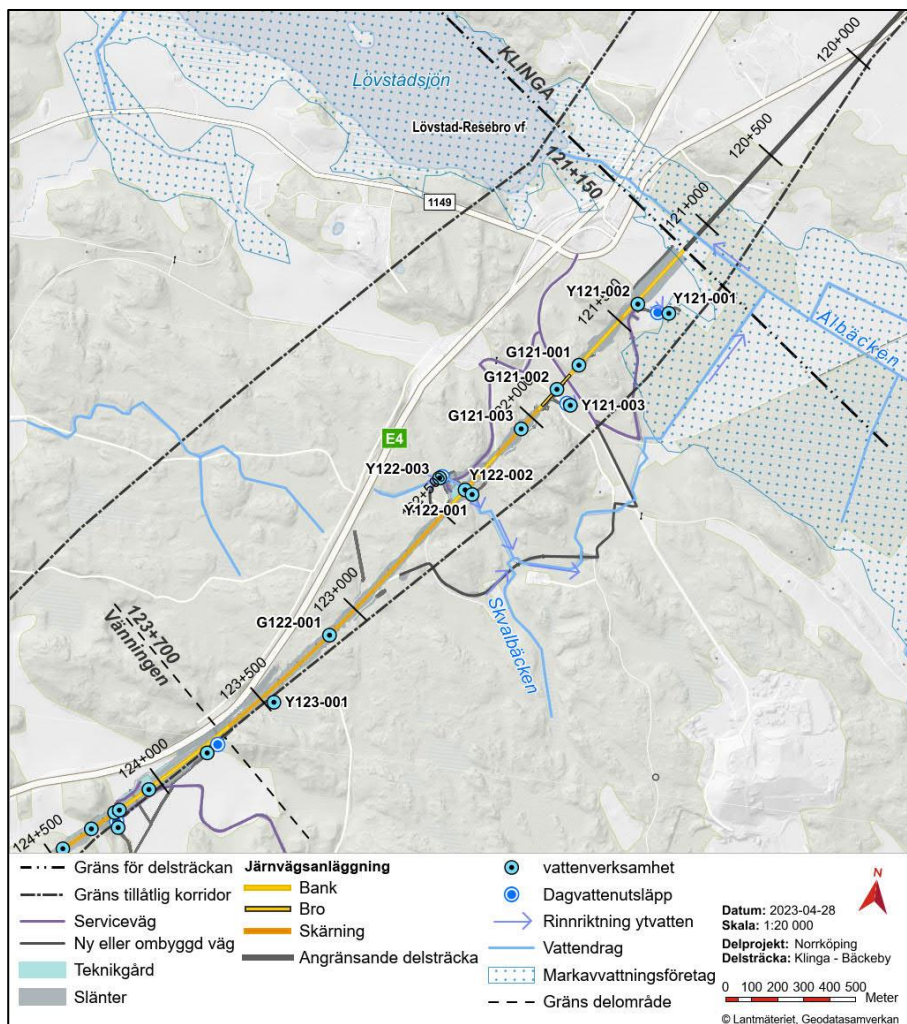 KLINGA
120+000
Lövstadsjön
Lövstad-Resebro vf
120+500
121+150
1149
121+000
Y121-002
Y121-001
Albäcken
G121-001
G121-002
Y121-003
G121-003
E4
Y122-003
Y122-002
Y122-001
123+000
Skvalbäcken
G122-001
123+700
Vänningen
123+500
Y123-001
124+000
124+500
Gräns för delsträckan
Gräns tillåtlig korridor
Serviceväg
Ny eller ombyggd väg
Teknikgård
Slänter
Järnvägsanläggning
Bank
Bro
Skärning
Angränsande delsträcka
vattenverksamhet
Dagvattenutsläpp
Rinnriktning ytvatten
Vattendrag
Markavvattningsföretag
Gräns delområde
N
Datum: 2023-04-28
Skala: 1:20 000
Delprojekt: Norrköping
Delsträcka: Klinga - Bäckeby
0 100 200 300 400 500
Meter
© Lantmäteriet, Geodatasamverkan